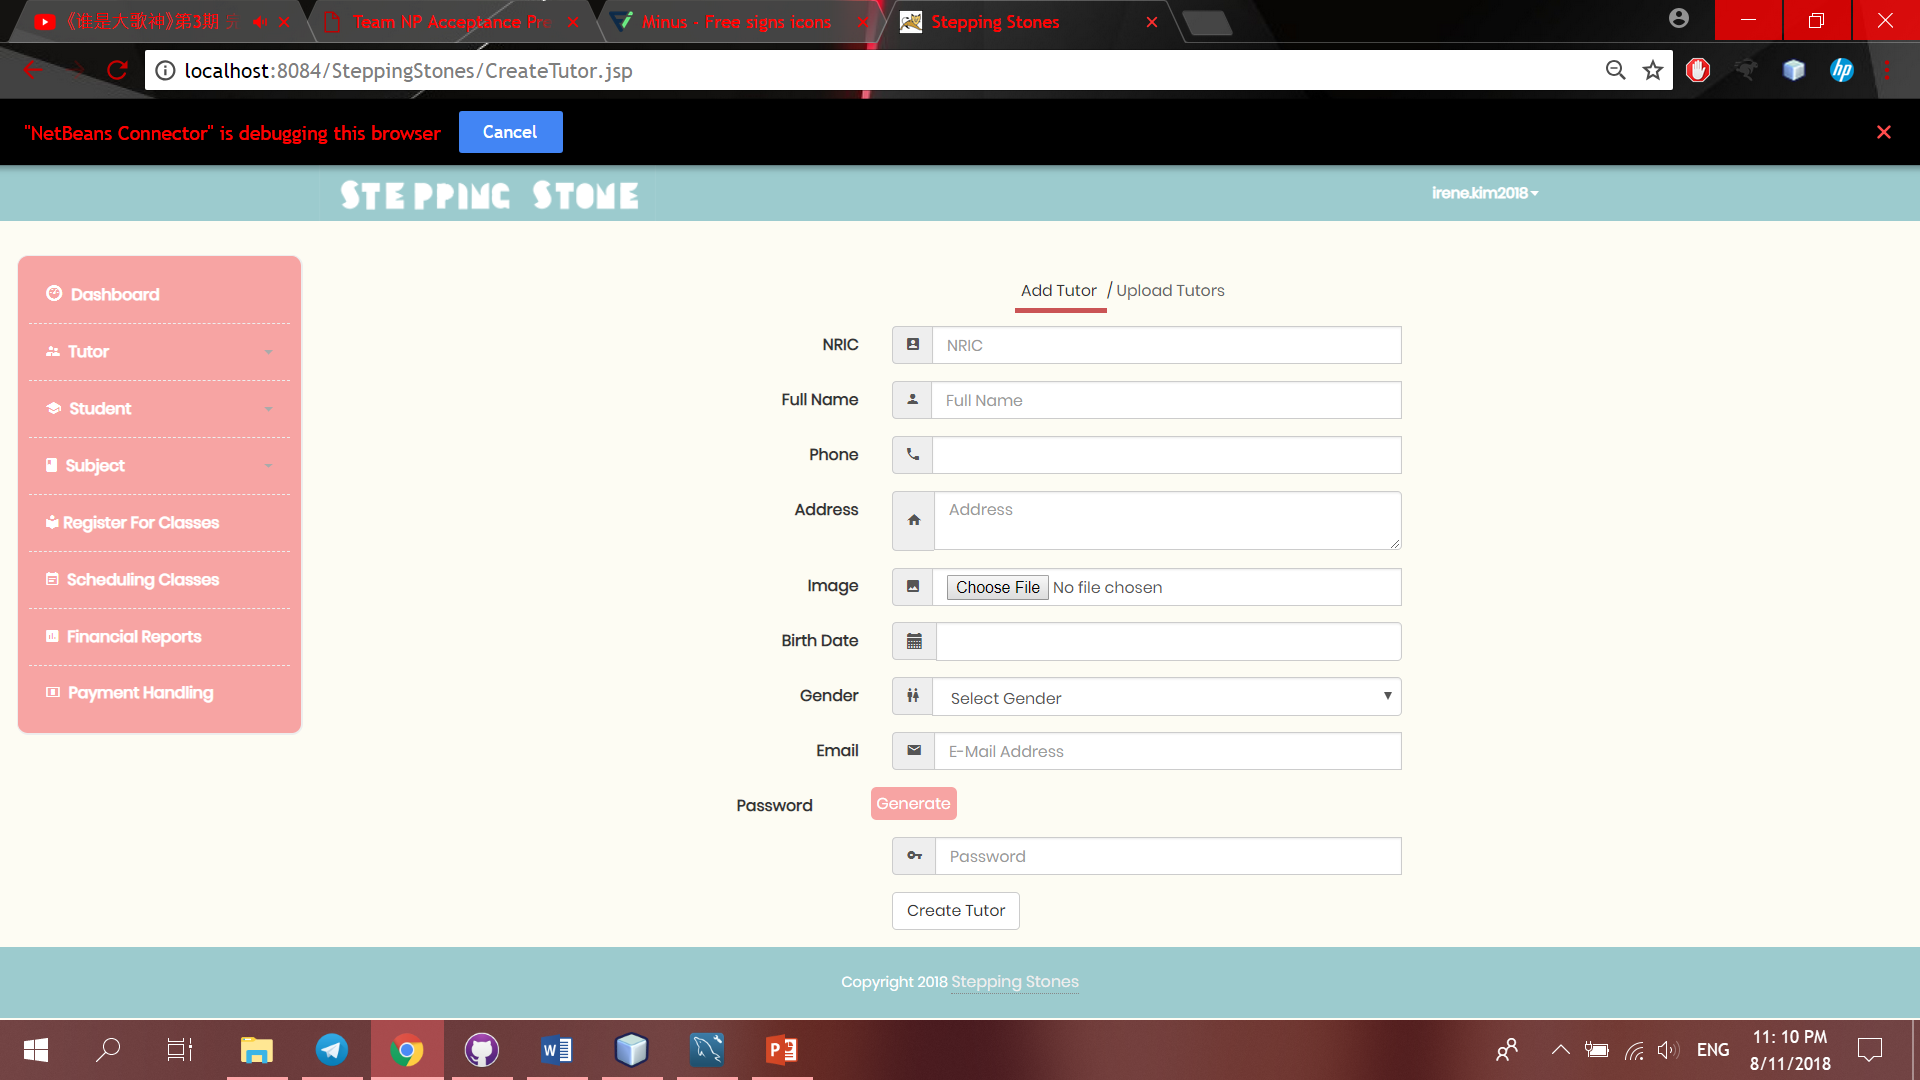 《谁是大歌神》第3期
Team NP Acceptance Pre
Minus - Free signs icons
Stepping Stones
localhost:8084/SteppingStones/CreateTutor.jsp
"NetBeans Connector" is debugging this browser
Cancel
STEPPING STONE
irene.kim2018
Dashboard
Tutor
Student
Subject
Register For Classes
Scheduling Classes
Financial Reports
Payment Handling
Add Tutor / Upload Tutors
NRIC
NRIC
Full Name
Full Name
Phone
Address
Address
Image
Choose File No file chosen
Birth Date
Gender
Select Gender
Email
E-Mail Address
Password
Generate
Password
Create Tutor
Copyright 2018 Stepping Stones
ENG
11: 10 PM
8/11/2018